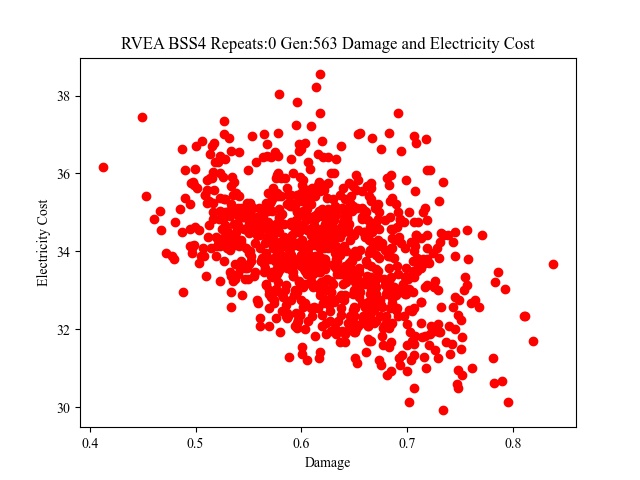 RVEA BSS4 Repeats:0 Gen:563 Damage and Electricity Cost
38
36
34
32
30
Electricity Cost
0.4 0.5 0.6 0.7 0.8
Damage